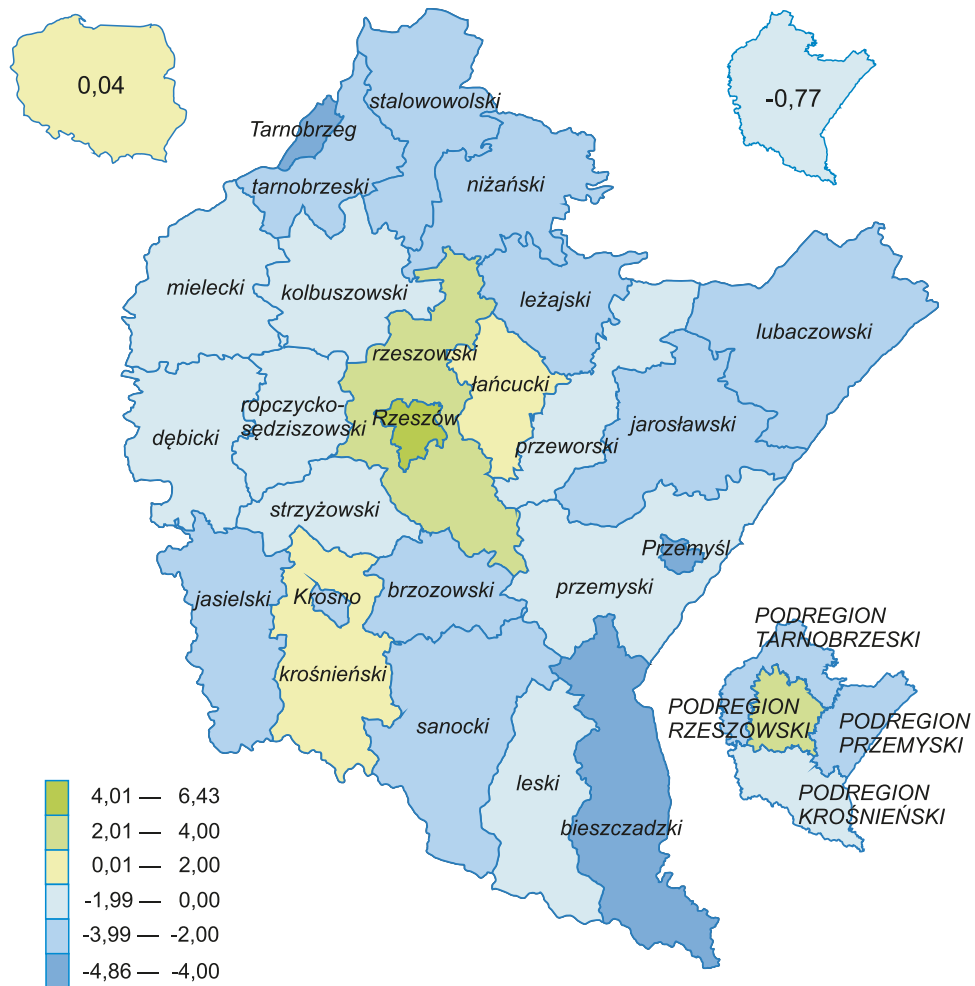 0,04
-0,77
stalowowolski
Tarnobrzeg
tarnobrzeski
niżański
mielecki
kolbuszowski
leżajski
lubaczowski
rzeszowski
łańcucki
ropczycko-
sędziszowski
Rzeszów
dębicki
przeworski
jarosławski
strzyżowski
Przemyśl
przemyski
jasielski
Krosno
brzozowski
krośnieński
sanocki
leski
bieszczadzki
PODREGION
TARNOBRZESKI
PODREGION
RZESZOWSKI
PODREGION
PRZEMYSKI
PODREGION
KROŚNIEŃSKI
4,01 — 6,43
2,01 — 4,00
0,01 — 2,00
-1,99 — 0,00
-3,99 — -2,00
-4,86 — -4,00